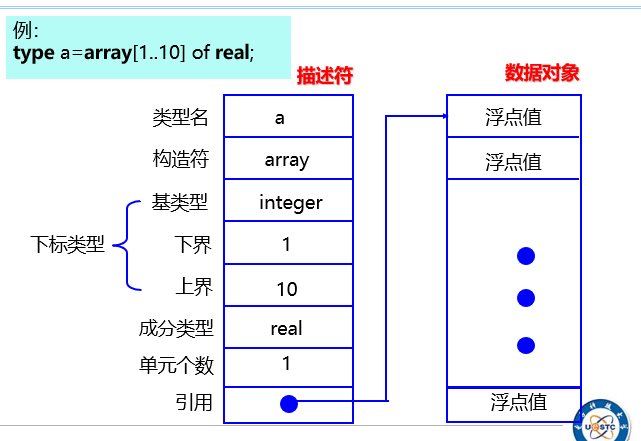 例：
type a=array[1..10] of real;
描述符
数据对象
类型名 a
构造符 array
下标类型
基类型 integer
下界 1
上界 10
成分类型 real
单元个数 1
引用
浮点值
浮点值
浮点值
UESTC